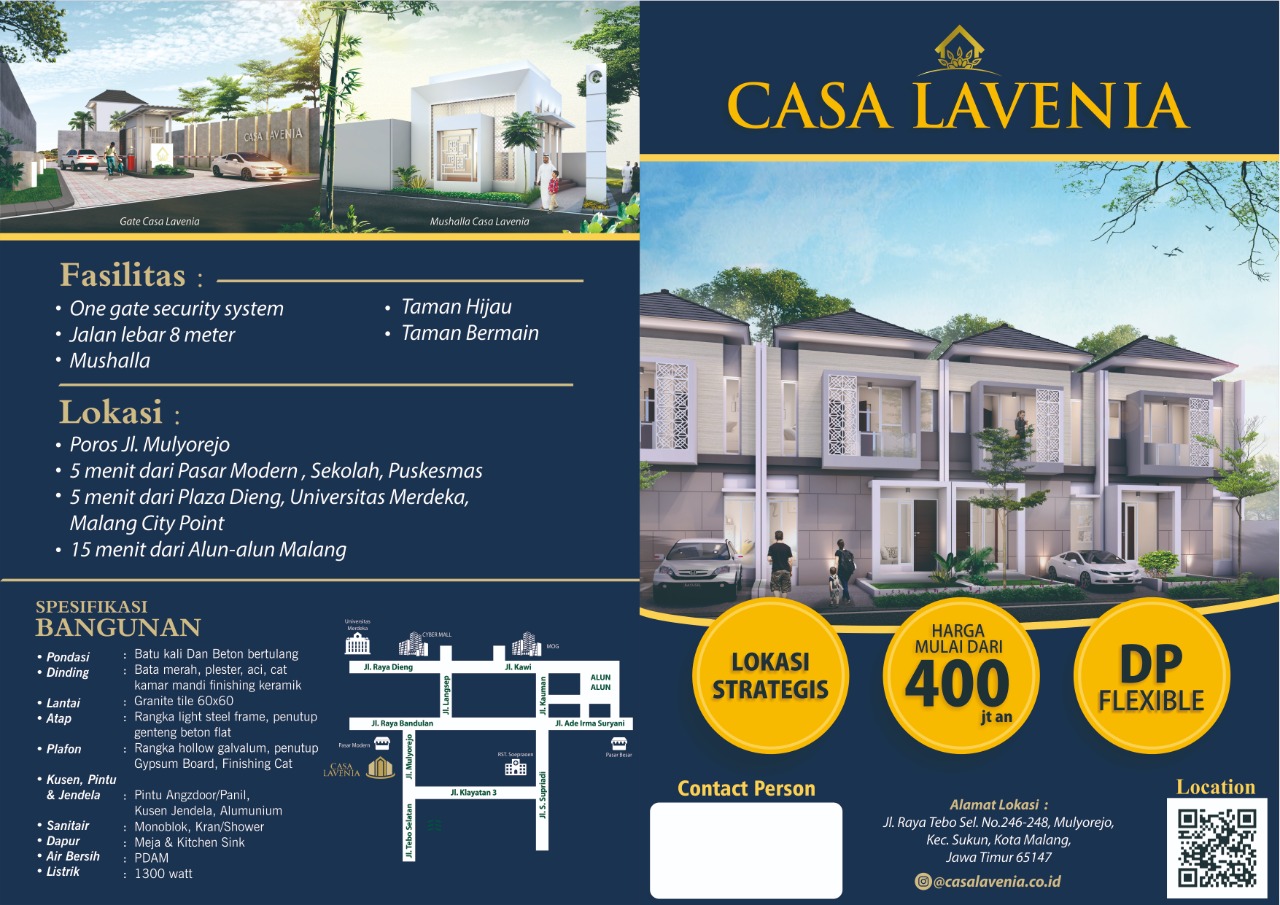 CASA LAVENIA
Gate Casa Lavenia
Mushalla Casa Lavenia
Fasilitas :
• One gate security system
• Jalan lebar 8 meter
• Mushalla
• Taman Hijau
• Taman Bermain
Lokasi :
• Poros Jl. Mulyorejo
• 5 menit dari Pasar Modern , Sekolah, Puskesmas
• 5 menit dari Plaza Dieng, Universitas Merdeka,
Malang City Point
• 15 menit dari Alun-alun Malang
SPESIFIKASI
BANGUNAN
• Pondasi : Batu kali Dan Beton bertulang
• Dinding : Bata merah, plester, aci, cat
kamar mandi finishing keramik
• Lantai : Granite tile 60x60
• Atap : Rangka light steel frame, penutup
genteng beton flat
• Plafon : Rangka hollow galvalum, penutup
Gypsum Board, Finishing Cat
• Kusen, Pintu
& Jendela : Pintu Angzdoor/Panil,
Kusen Jendela, Alumunium
• Sanitair : Monoblok, Kran/Shower
• Dapur : Meja & Kitchen Sink
• Air Bersih : PDAM
• Listrik : 1300 watt
Universitas
Merdeka
CYBER MALL
MOG
Jl. Raya Dieng
Jl. Kawi
Jl. Langsep
Jl. Kauman
ALUN
ALUN
Jl. Raya Bandulan
Jl. Ade Irma Suryani
Pasar Modern
Jl. Mulyorejo
RST. Soepraoen
Pasar Besar
CASA
LAVENIA
Jl. Klayatan 3
Jl. S. Supriadi
Jl. Tebo Selatan
CASA LAVENIA
LOKASI
STRATEGIS
HARGA
MULAI DARI
400
jt an
DP
FLEXIBLE
Contact Person
Alamat Lokasi :
Jl. Raya Tebo Sel. No.246-248, Mulyorejo,
Kec. Sukun, Kota Malang,
Jawa Timur 65147
@casalavenia.co.id
Location